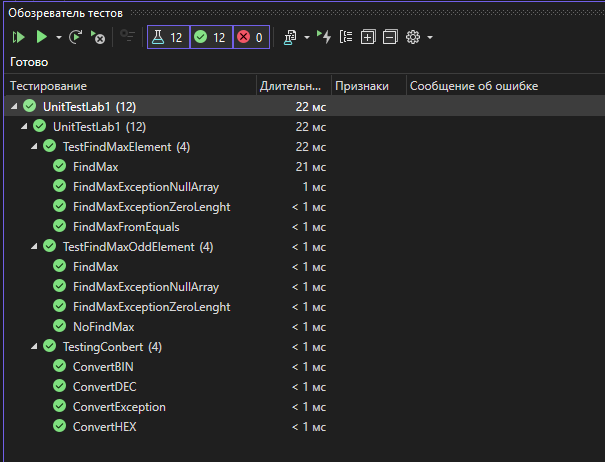 Обозреватель тестов
12 12 0
Готово
Тестирование Длительн... Признаки Сообщение об ошибке
UnitTestLab1 (12) 22 мс
UnitTestLab1 (12) 22 мс
TestFindMaxElement (4) 22 мс
FindMax 21 мс
FindMaxExceptionNullArray 1 мс
FindMaxExceptionZeroLenght < 1 мс
FindMaxFromEquals < 1 мс
TestFindMaxOddElement (4) < 1 мс
FindMax < 1 мс
FindMaxExceptionNullArray < 1 мс
FindMaxExceptionZeroLenght < 1 мс
NoFindMax < 1 мс
TestingConbert (4) < 1 мс
ConvertBIN < 1 мс
ConvertDEC < 1 мс
ConvertException < 1 мс
ConvertHEX < 1 мс